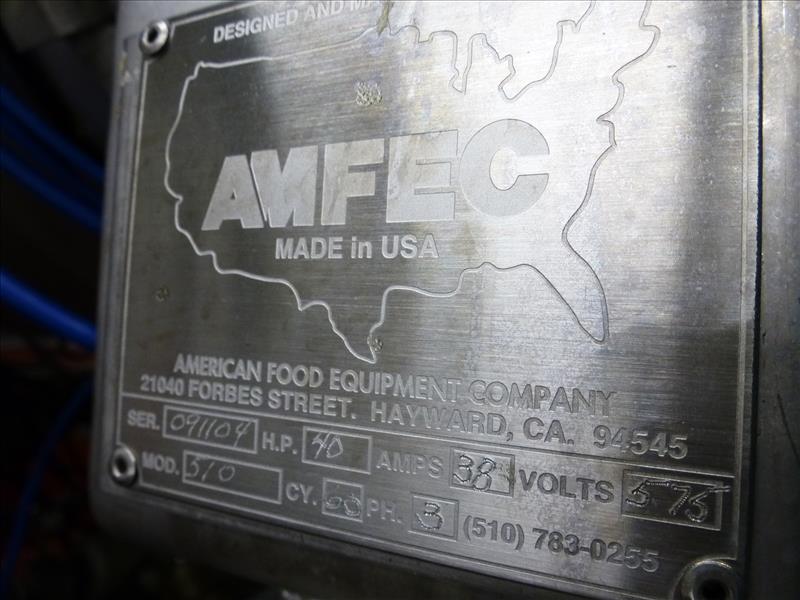 DESIGNED AND
AMFEC
MADE in USA
AMERICAN FOOD EQUIPMENT COMPANY
21040 FORBES STREET. HAYWARD, CA. 94545
SER. 091104 H.P. 40 AMPS 38 VOLTS 575
MOD. 510 CY. 60 PH. 3 (510) 783-0255